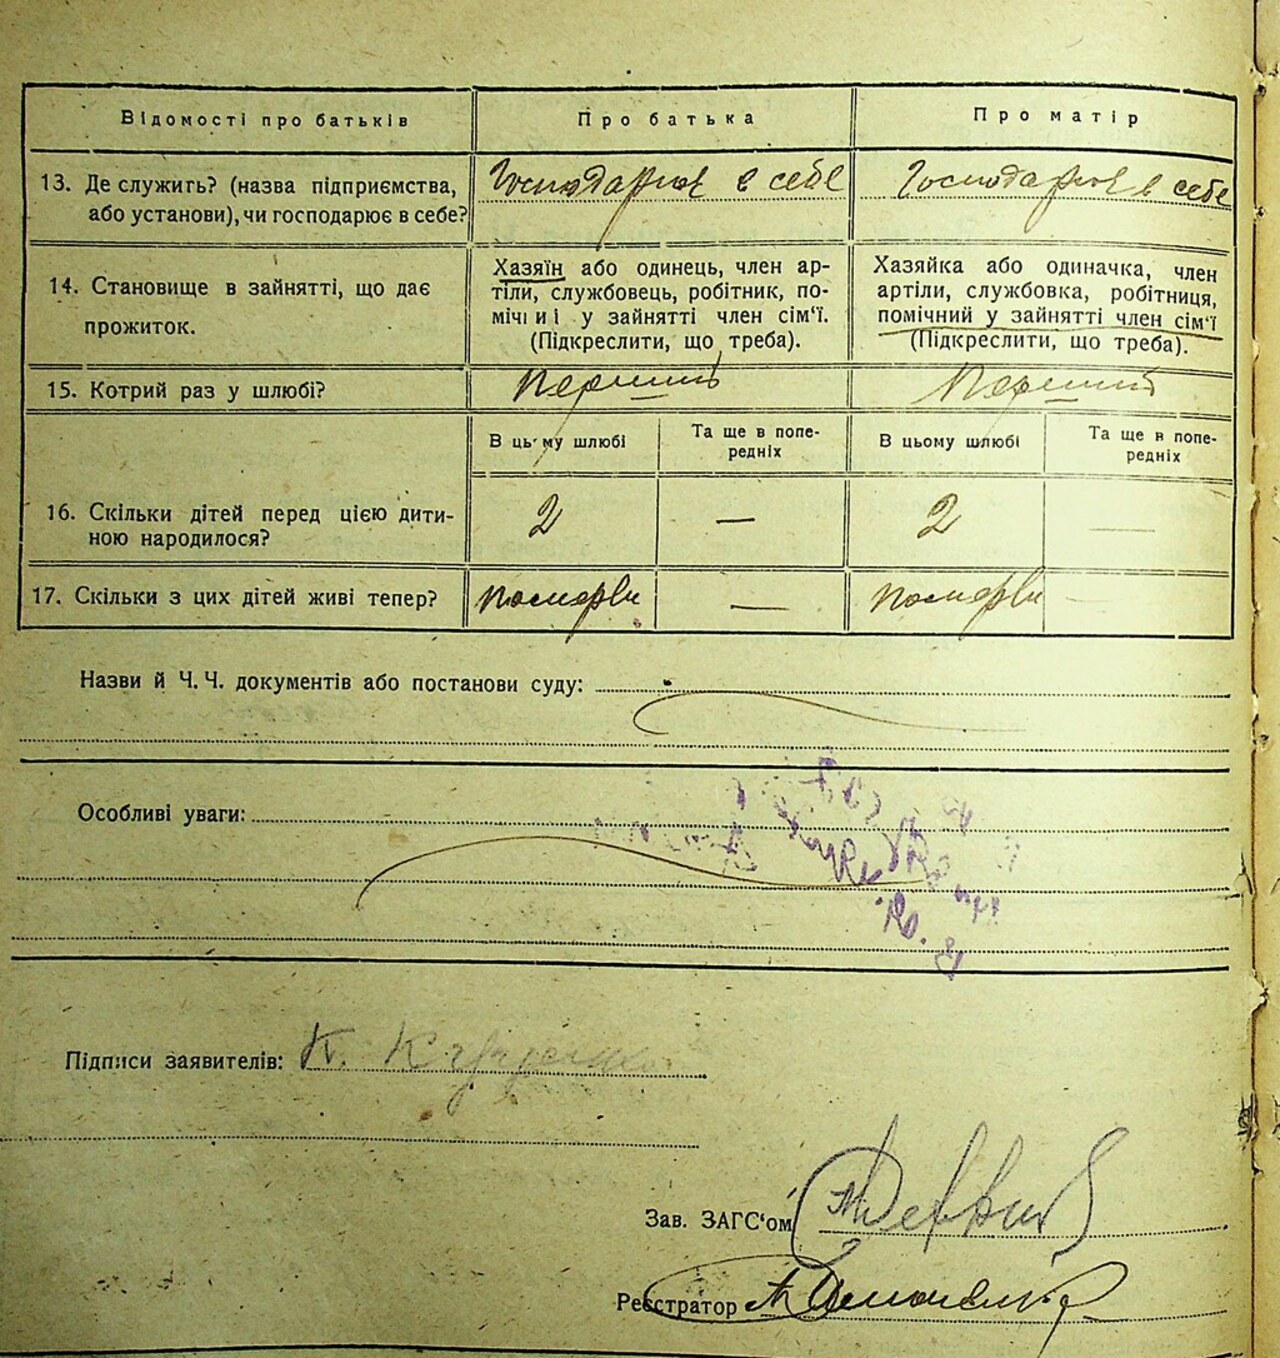 Відомості про батьків Про батька Про матір
13. Де служить? (назва підприємства, Господарює в себе Господарює в себе
або установи), чи господарює в себе?
Хазяїн або одинець, член ар- Хазяйка або одиначка, член
14. Становище в зайнятті, що дає тіли, службовець, робітник, по- артіли, службовка, робітниця,
мічний у зайнятті член сім‘ї. помічний у зайнятті член сім‘ї
прожиток. (Підкреслити, що треба). (Підкреслити, що треба).
15. Котрий раз у шлюбі? Перший Перший
В цьому шлюбі Та ще в попе- В цьому шлюбі Та ще в попе-
редніх редніх
16. Скільки дітей перед цією дити- 2 — 2 —
ною народилося?
17. Скільки з цих дітей живі тепер? померли — померли —
Назви й Ч. Ч. документів або постанови суду:
Особливі уваги:
Підписи заявителів: К.
Зав. ЗАГС‘ом
Реєстратор